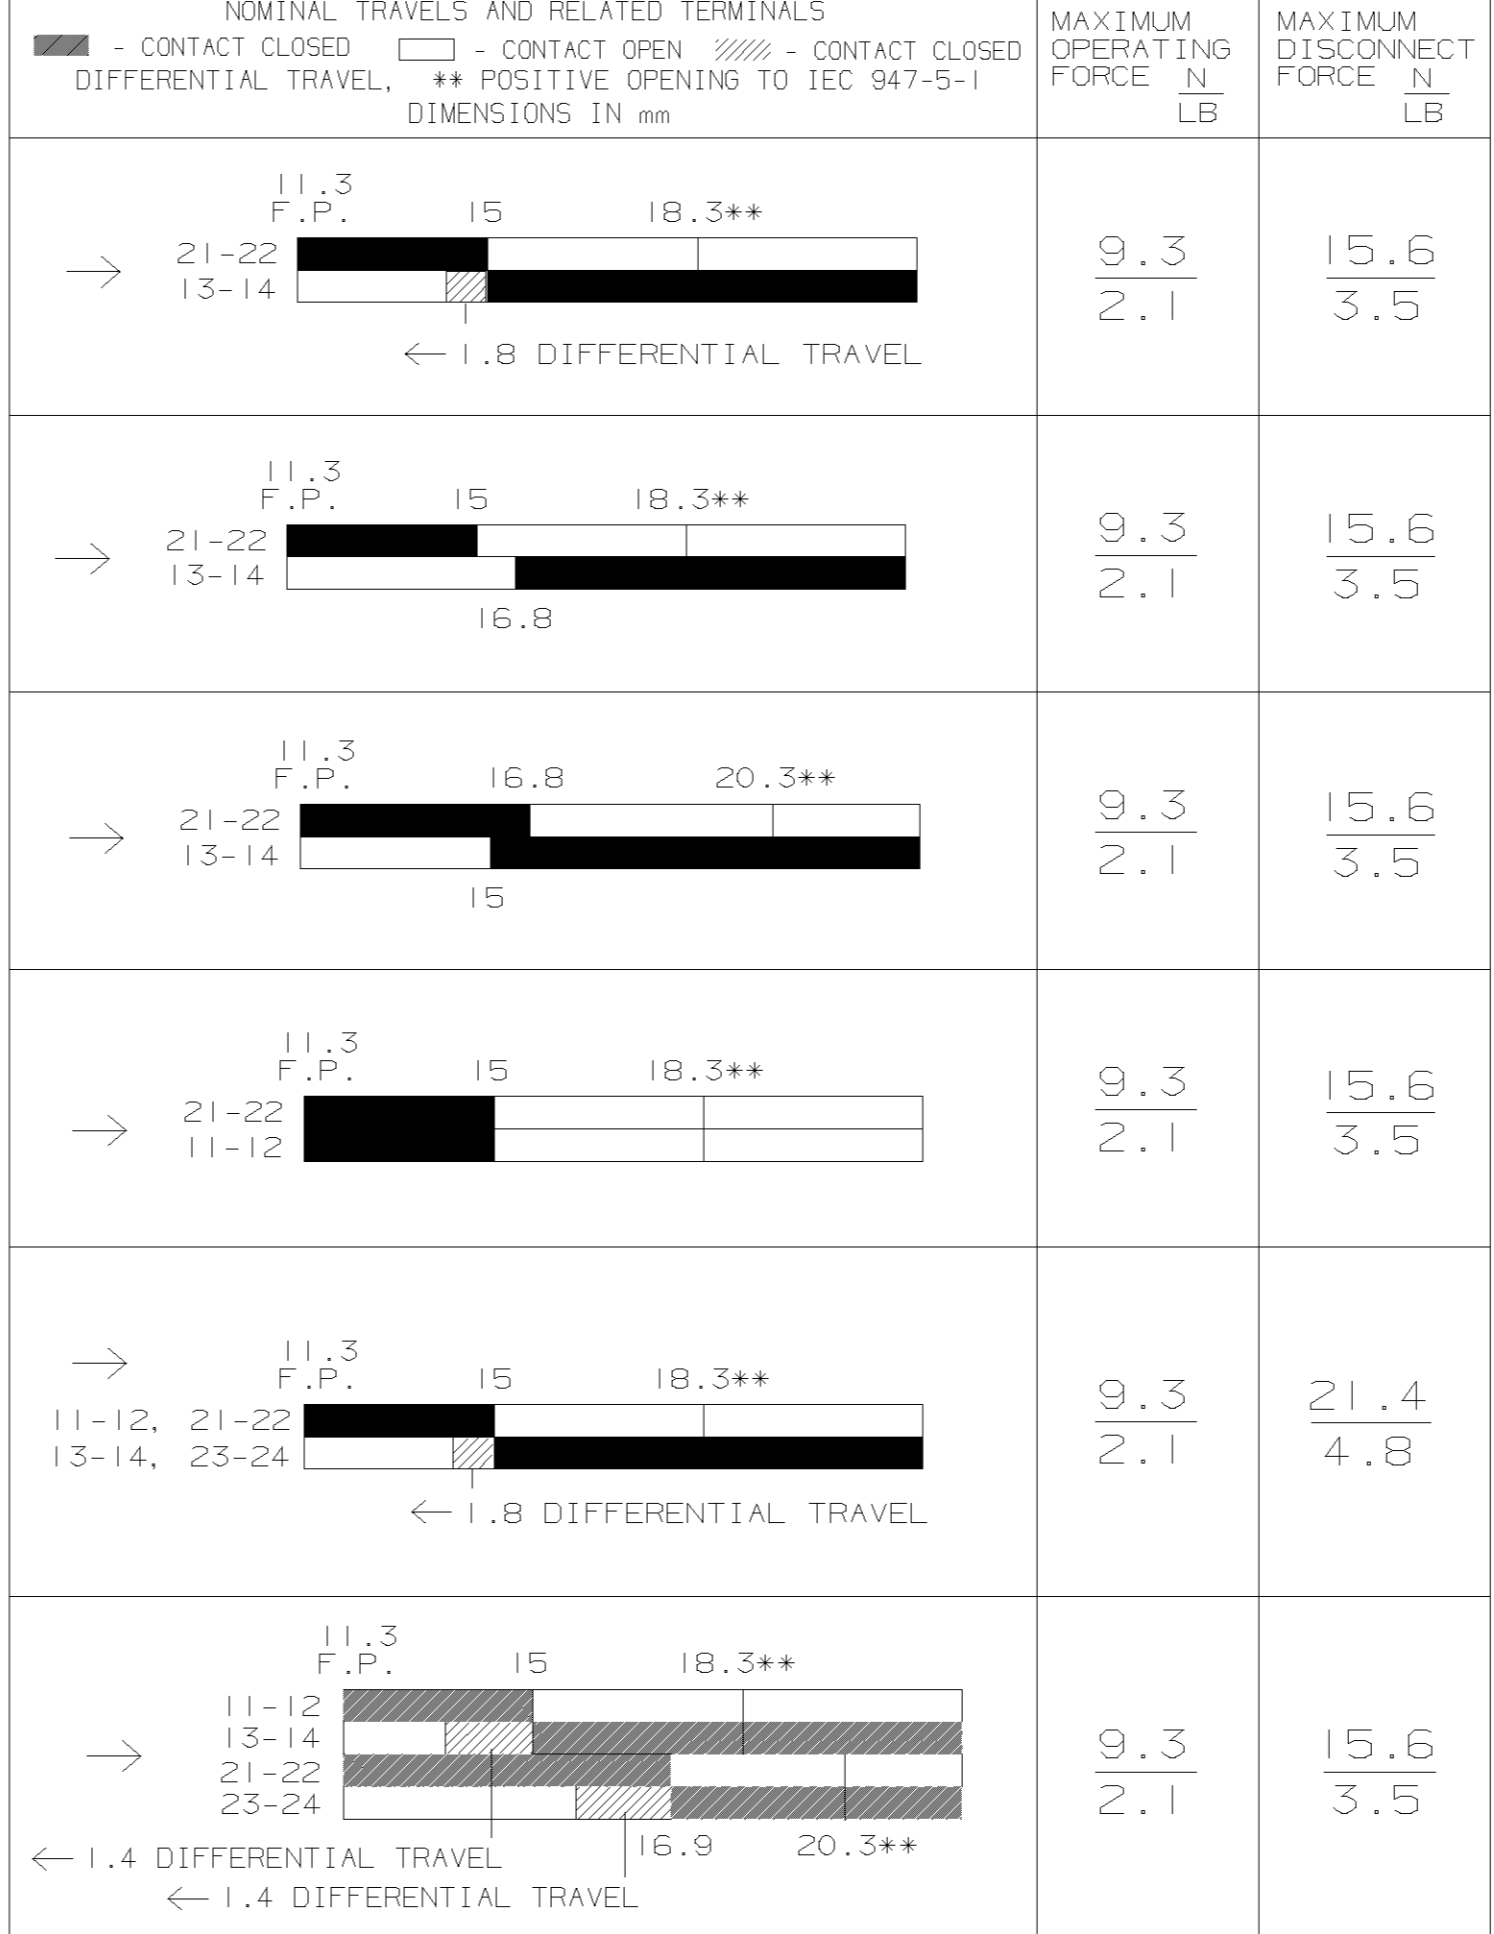 NOMINAL TRAVELS AND RELATED TERMINALS
- CONTACT CLOSED - CONTACT OPEN - CONTACT CLOSED
DIFFERENTIAL TRAVEL, ** POSITIVE OPENING TO IEC 947-5-1
DIMENSIONS IN mm
MAXIMUM
OPERATING
FORCE N
LB
MAXIMUM
DISCONNECT
FORCE N
LB
11.3
F.P. 15 18.3**
21-22
13-14
← 1.8 DIFFERENTIAL TRAVEL
9.3
2.1
15.6
3.5
11.3
F.P. 15 18.3**
21-22
13-14
16.8
9.3
2.1
15.6
3.5
11.3
F.P. 16.8 20.3**
21-22
13-14
15
9.3
2.1
15.6
3.5
11.3
F.P. 15 18.3**
21-22
11-12
9.3
2.1
15.6
3.5
11.3
F.P. 15 18.3**
11-12, 21-22
13-14, 23-24
← 1.8 DIFFERENTIAL TRAVEL
9.3
2.1
21.4
4.8
11.3
F.P. 15 18.3**
11-12
13-14
21-22
23-24
16.9 20.3**
← 1.4 DIFFERENTIAL TRAVEL
← 1.4 DIFFERENTIAL TRAVEL
9.3
2.1
15.6
3.5